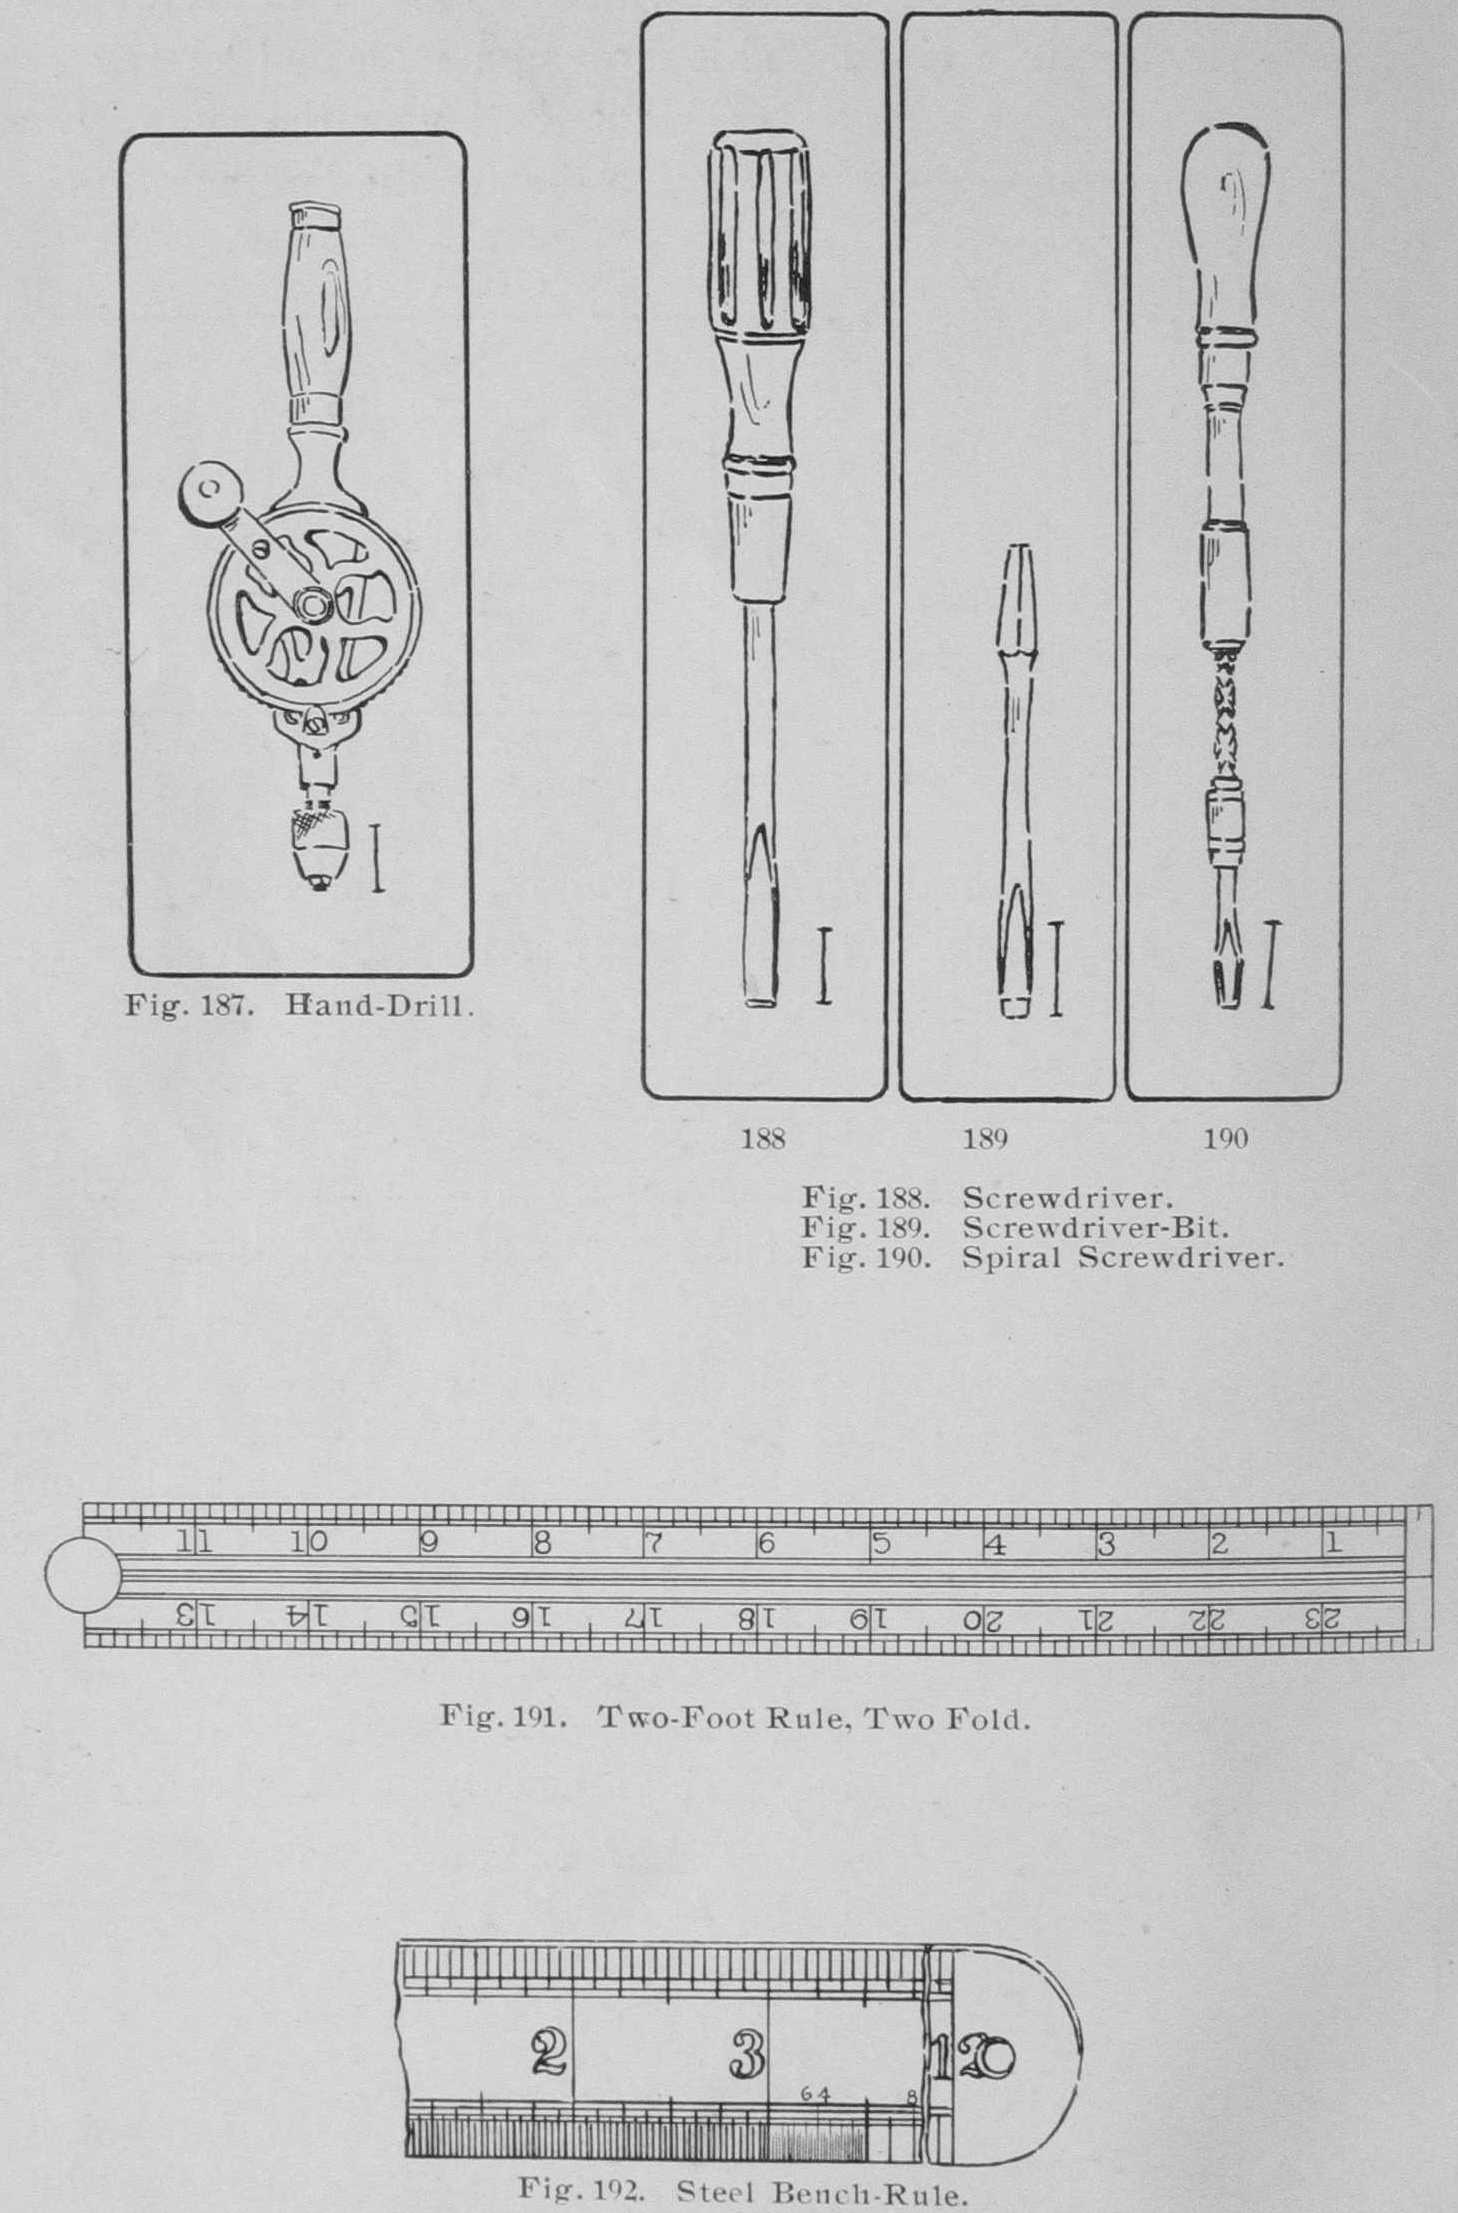 Fig. 187. Hand-Drill.
188 189 190
Fig. 188. Screwdriver.
Fig. 189. Screwdriver-Bit.
Fig. 190. Spiral Screwdriver.
11 10 9 8 7 6 5 4 3 2 1
13 14 15 16 17 18 19 20 21 22 23
Fig. 191. Two-Foot Rule, Two Fold.
2 3 12
64 8
Fig. 192. Steel Bench-Rule.